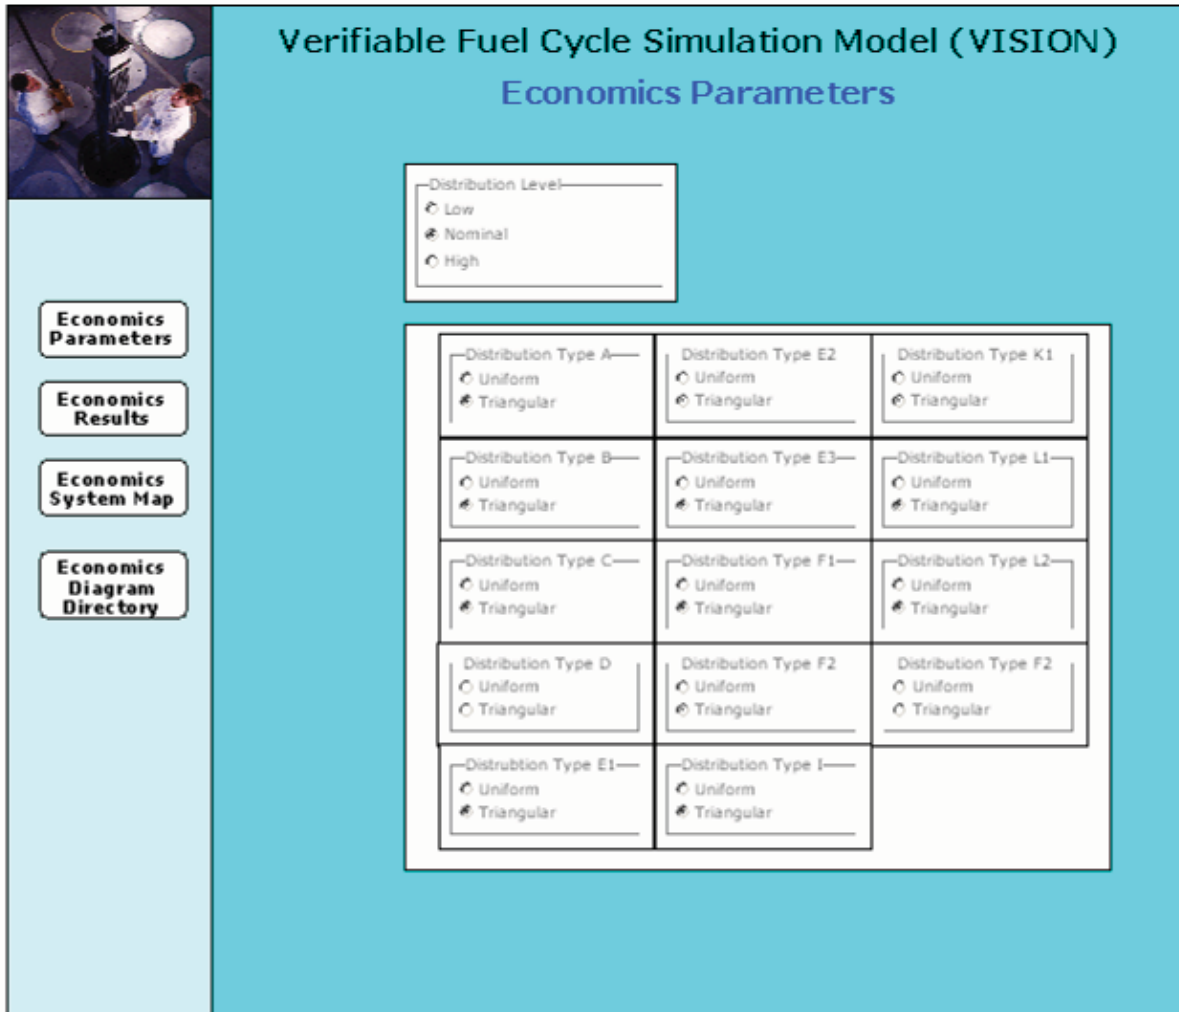 Verifiable Fuel Cycle Simulation Model (VISION)
Economics Parameters
Distribution Level
Low
Nominal
High
Economics
Parameters
Economics
Results
Economics
System Map
Economics
Diagram
Directory
Distribution Type A
Uniform
Triangular
Distribution Type E2
Uniform
Triangular
Distribution Type K1
Uniform
Triangular
Distribution Type B
Uniform
Triangular
Distribution Type E3
Uniform
Triangular
Distribution Type L1
Uniform
Triangular
Distribution Type C
Uniform
Triangular
Distribution Type F1
Uniform
Triangular
Distribution Type L2
Uniform
Triangular
Distribution Type D
Uniform
Triangular
Distribution Type F2
Uniform
Triangular
Distribution Type F2
Uniform
Triangular
Distrubtion Type E1
Uniform
Triangular
Distribution Type I
Uniform
Triangular